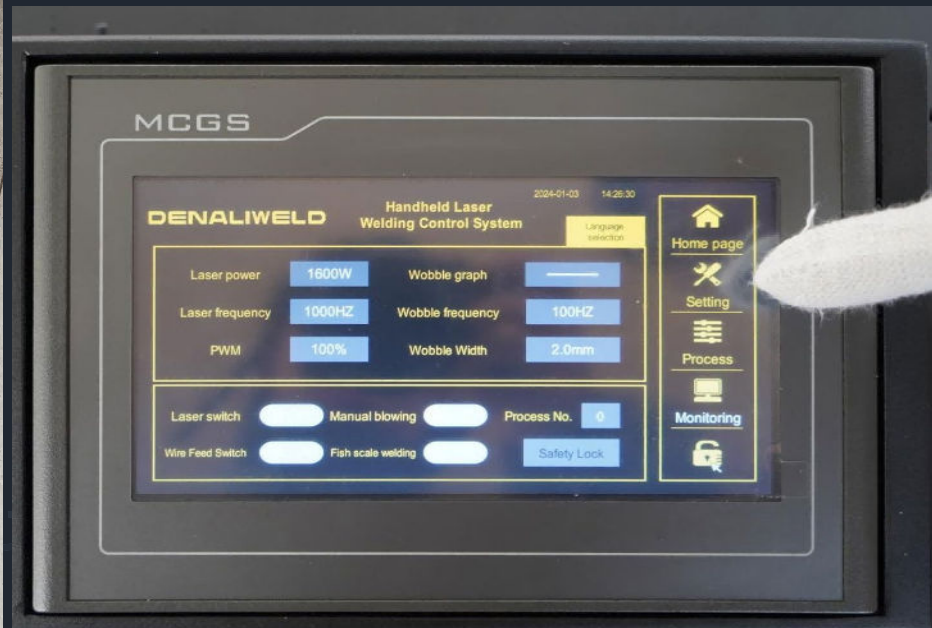 MCGS
2024-01-03 14:26:30
DENALIWELD
Handheld Laser
Welding Control System
Language
selection
Laser power 1600W Wobble graph
Laser frequency 1000HZ Wobble frequency 100HZ
PWM 100% Wobble Width 2.0mm
Laser switch Manual blowing Process No. 0
Wire Feed Switch Fish scale welding Safety Lock
Home page
Setting
Process
Monitoring